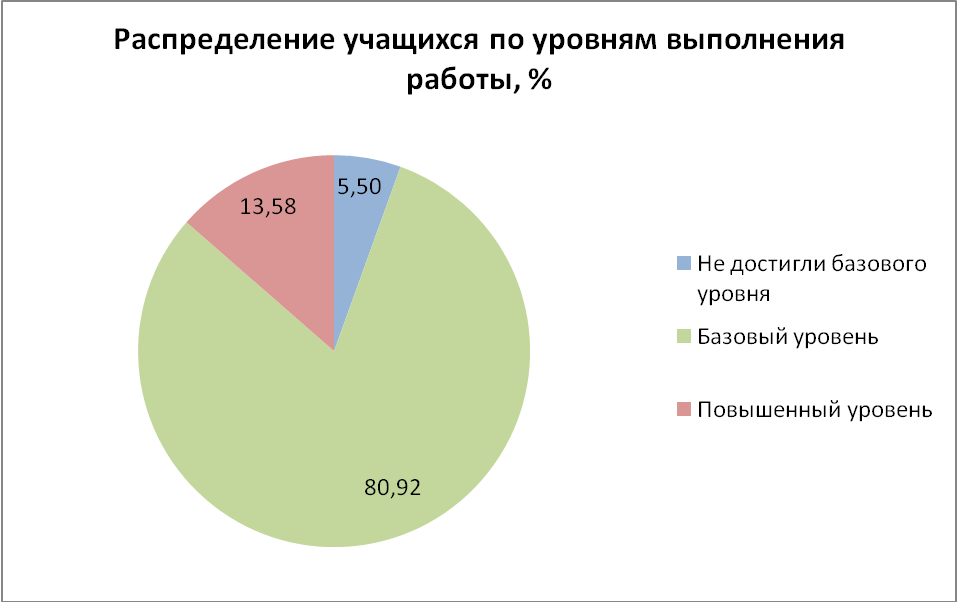 Распределение учащихся по уровням выполнения
работы, %
5,50
13,58
80,92
Не достигли базового
уровня
Базовый уровень
Повышенный уровень